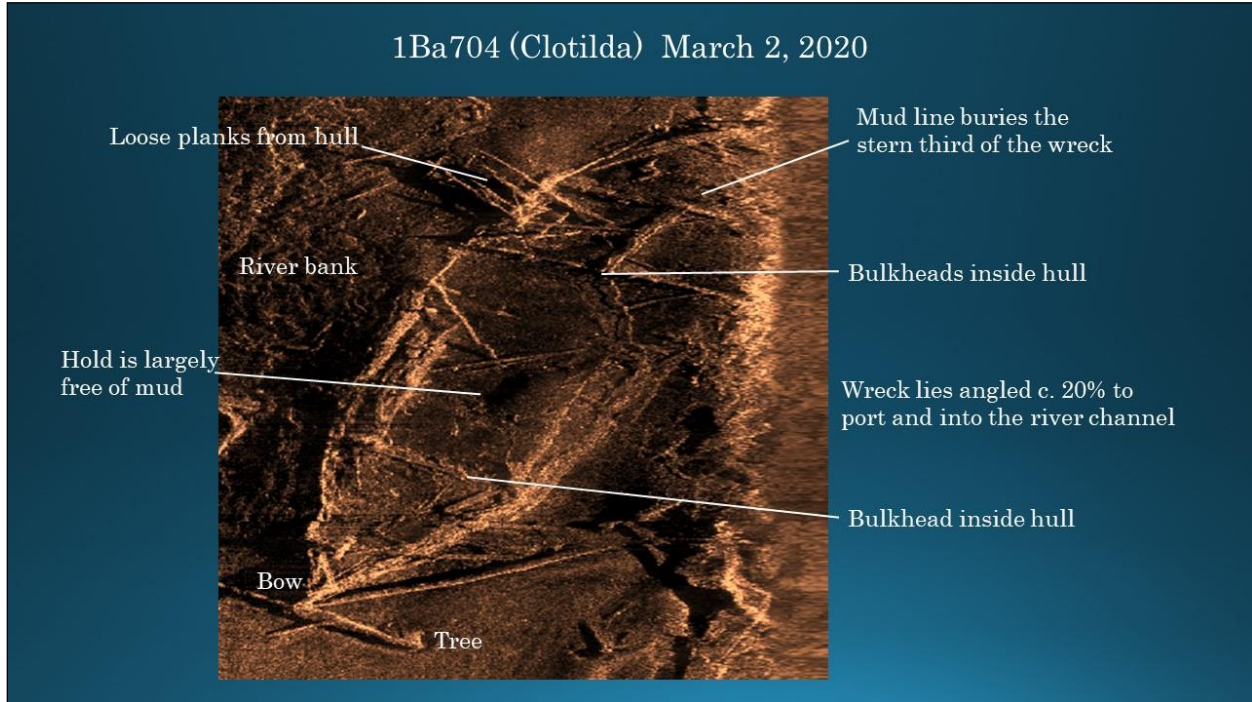 1Ba704 (Clotilda)  March 2, 2020
Loose planks from hull
Mud line buries the
stern third of the wreck
River bank
Bulkheads inside hull
Hold is largely
free of mud
Wreck lies angled c. 20% to
port and into the river channel
Bulkhead inside hull
Bow
Tree